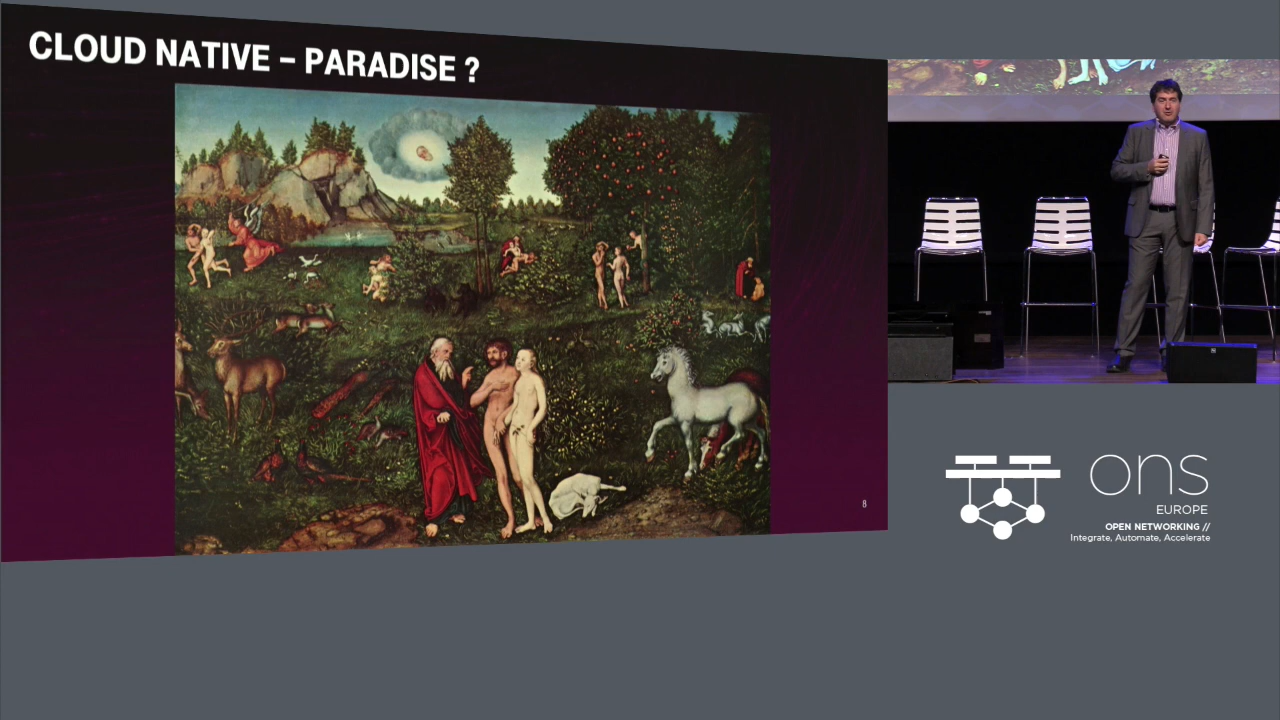 CLOUD NATIVE – PARADISE ?
8
ons
EUROPE
OPEN NETWORKING //
Integrate, Automate, Accelerate